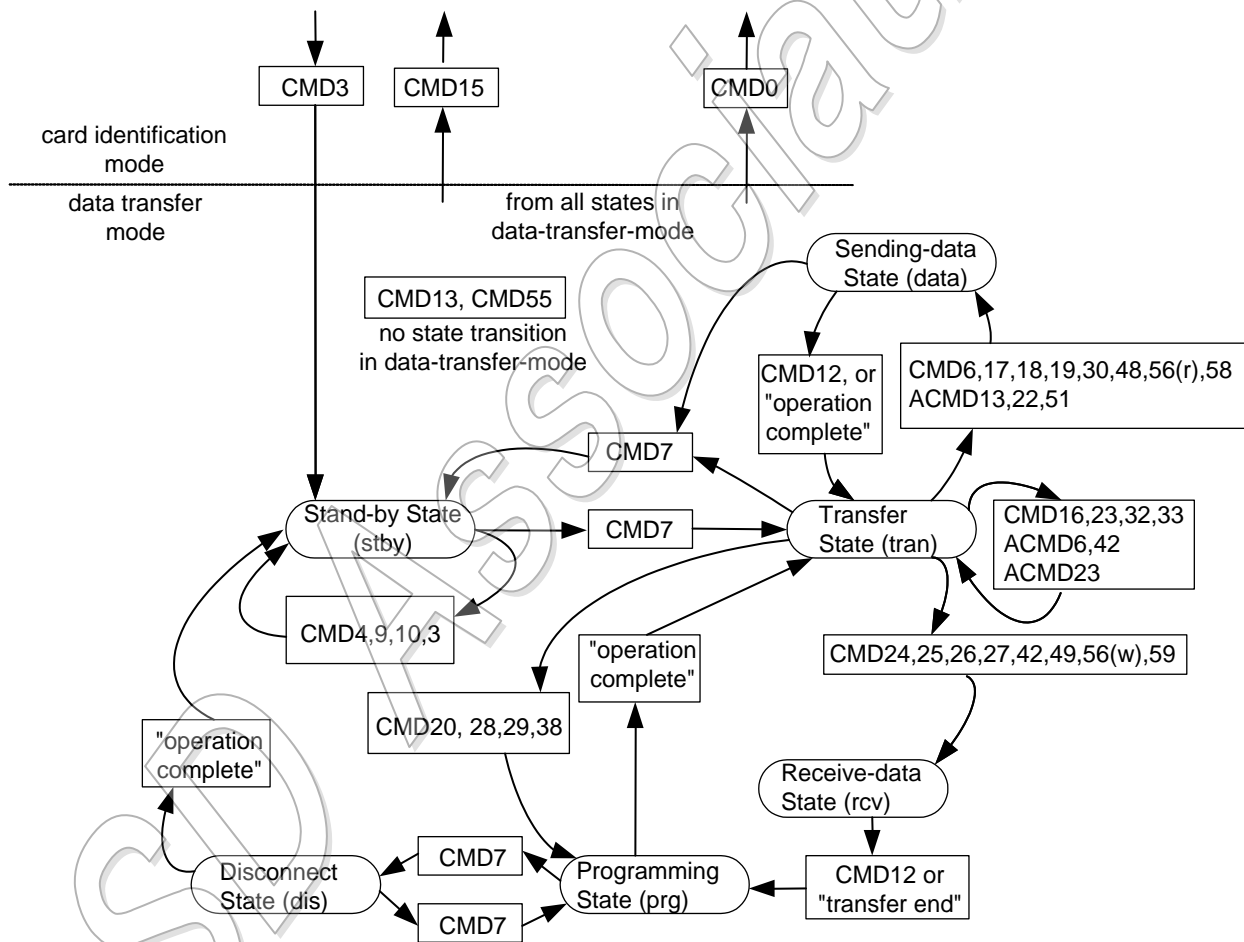 CMD3
CMD15
CMD0
card identification
mode
data transfer
mode
from all states in
data-transfer-mode
Sending-data
State (data)
CMD13, CMD55
no state transition
in data-transfer-mode
CMD12, or
"operation
complete"
CMD6,17,18,19,30,48,56(r),58
ACMD13,22,51
CMD7
Stand-by State
(stby)
CMD7
Transfer
State (tran)
CMD16,23,32,33
ACMD6,42
ACMD23
CMD4,9,10,3
"operation
complete"
CMD24,25,26,27,42,49,56(w),59
CMD20, 28,29,38
"operation
complete"
Receive-data
State (rcv)
CMD7
Disconnect
State (dis)
Programming
State (prg)
CMD12 or
"transfer end"
CMD7
SD Associati